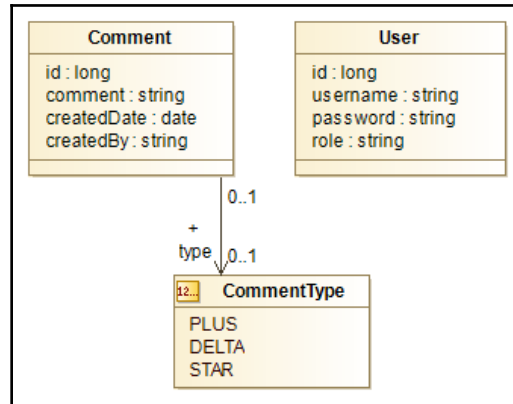 Comment
id : long
comment : string
createdDate : date
createdBy : string
User
id : long
username : string
password : string
role : string
0..1
+
type
0..1
12...
CommentType
PLUS
DELTA
STAR